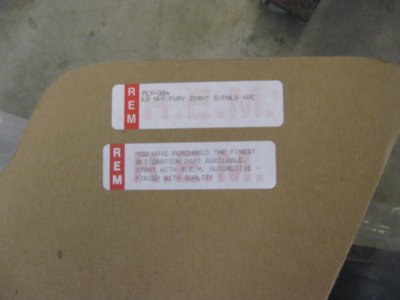 REM
PLY-304
63 SPT FURY 2DRHT S/PNLS 4PC
R.E.M.
REM
YOU HAVE PURCHASED THE FINEST
RESTORATION PART AVAILABLE.
START WITH R.E.M. AUTOMOTIVE -
FINISH WITH QUALITY
R.E.M.